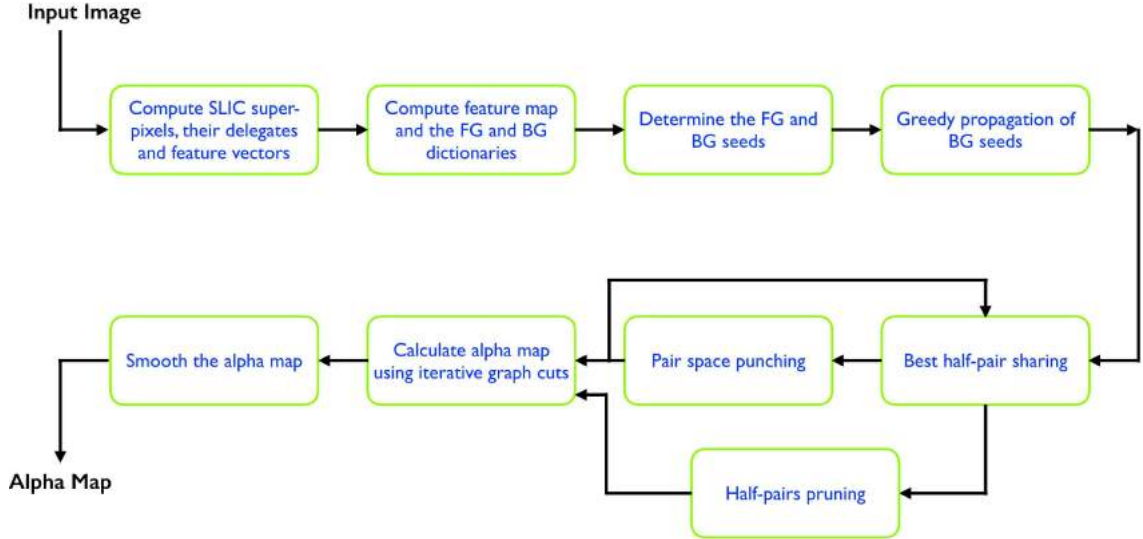 Input Image
Compute SLIC super-
pixels, their delegates
and feature vectors
Compute feature map
and the FG and BG
dictionaries
Determine the FG and
BG seeds
Greedy propagation of
BG seeds
Smooth the alpha map
Calculate alpha map
using iterative graph cuts
Pair space punching
Best half-pair sharing
Alpha Map
Half-pairs pruning